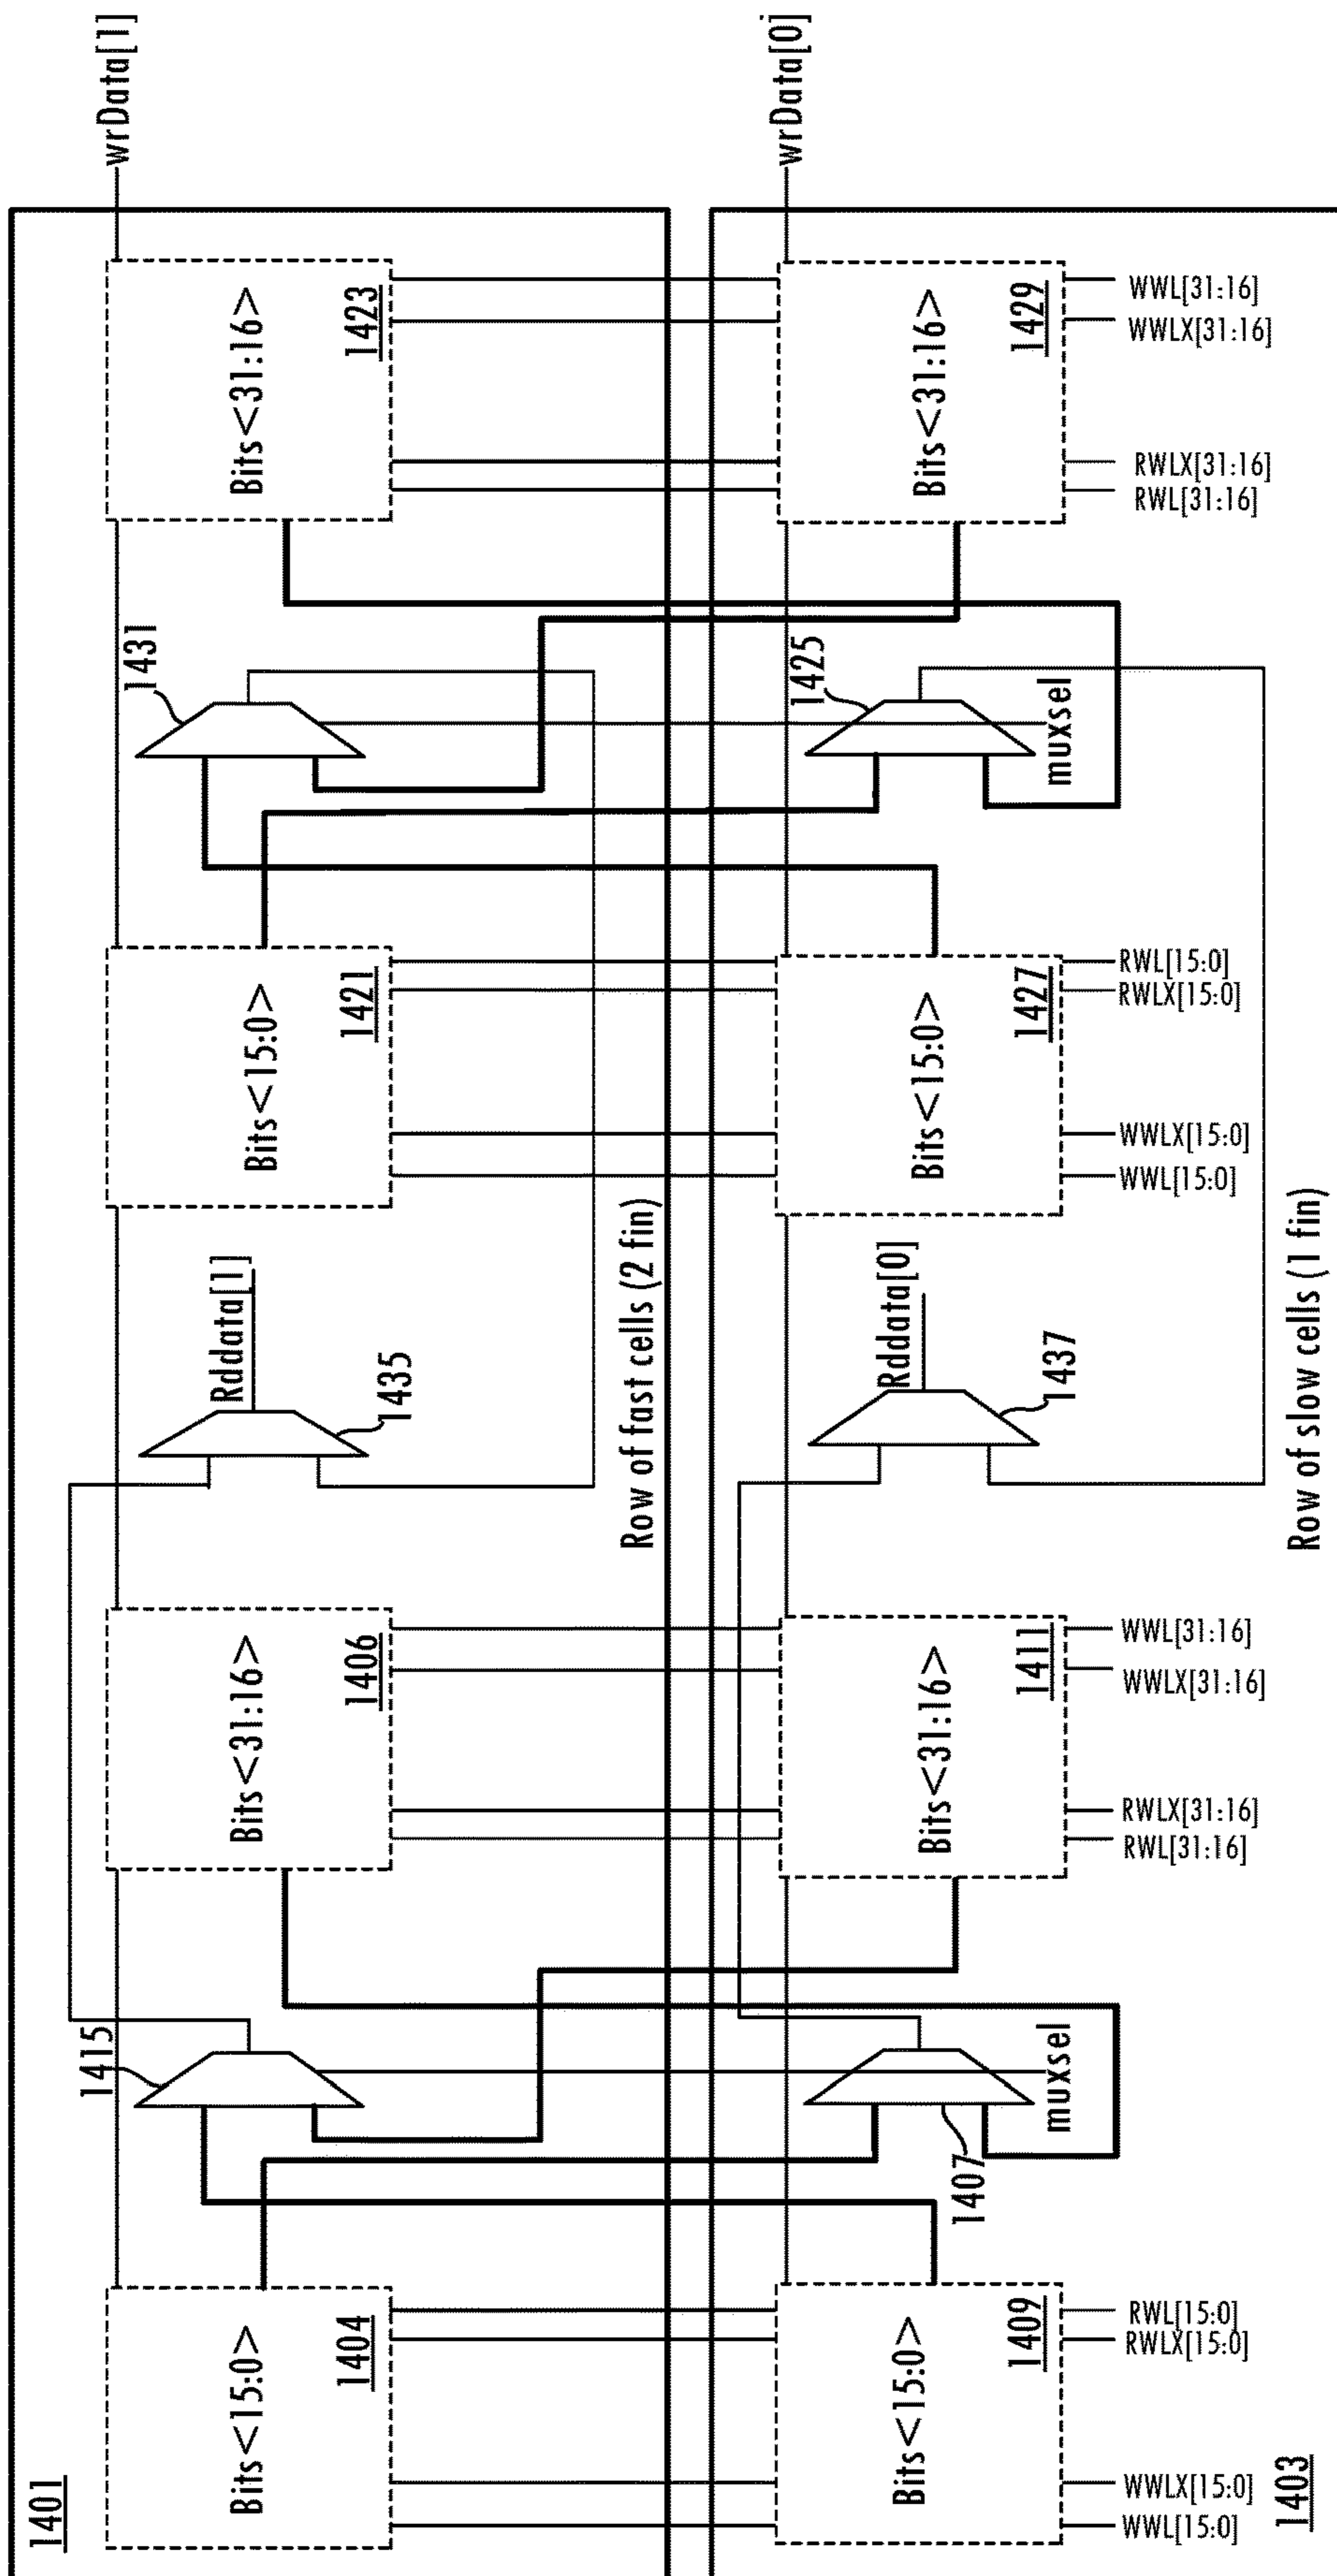 1401
Bits<15:0>
1404
1415
Bits<31:16>
1406
Rddata[1]
1435
Row of fast cells (2 fin)
Bits<15:0>
1421
1431
Bits<31:16>
1423
wrData[1]
Bits<15:0>
1409
1407
muxsel
Bits<31:16>
1411
Rddata[0]
1437
Bits<15:0>
1427
1425
muxsel
Bits<31:16>
1429
wrData[0]
WWL[15:0]
WWLX[15:0]
RWLX[15:0]
RWL[15:0]
RWL[31:16]
RWLX[31:16]
WWLX[31:16]
WWL[31:16]
WWL[15:0]
WWLX[15:0]
RWLX[15:0]
RWL[15:0]
RWL[31:16]
RWLX[31:16]
WWLX[31:16]
WWL[31:16]
1403
Row of slow cells (1 fin)